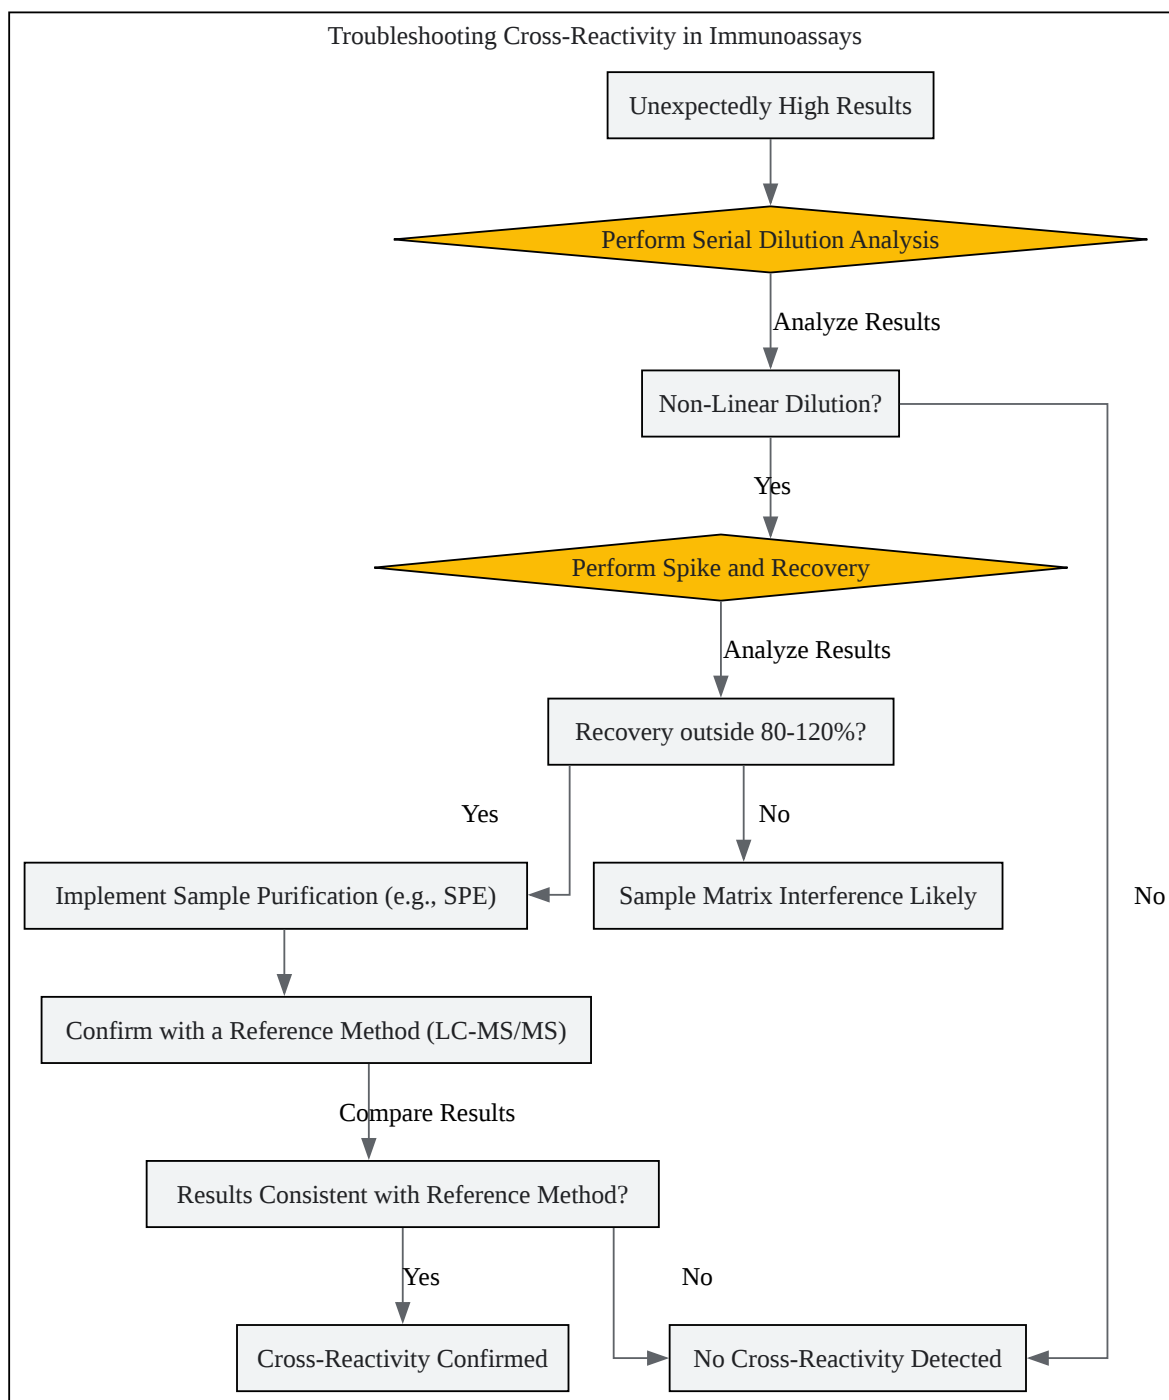 Troubleshooting Cross-Reactivity in Immunoassays
Unexpectedly High Results
Perform Serial Dilution Analysis
Analyze Results
Non-Linear Dilution?
Yes
Perform Spike and Recovery
Analyze Results
Recovery outside 80-120%?
Yes
No
Implement Sample Purification (e.g., SPE)
Sample Matrix Interference Likely
No
Confirm with a Reference Method (LC-MS/MS)
Compare Results
Results Consistent with Reference Method?
Yes
No
Cross-Reactivity Confirmed
No Cross-Reactivity Detected